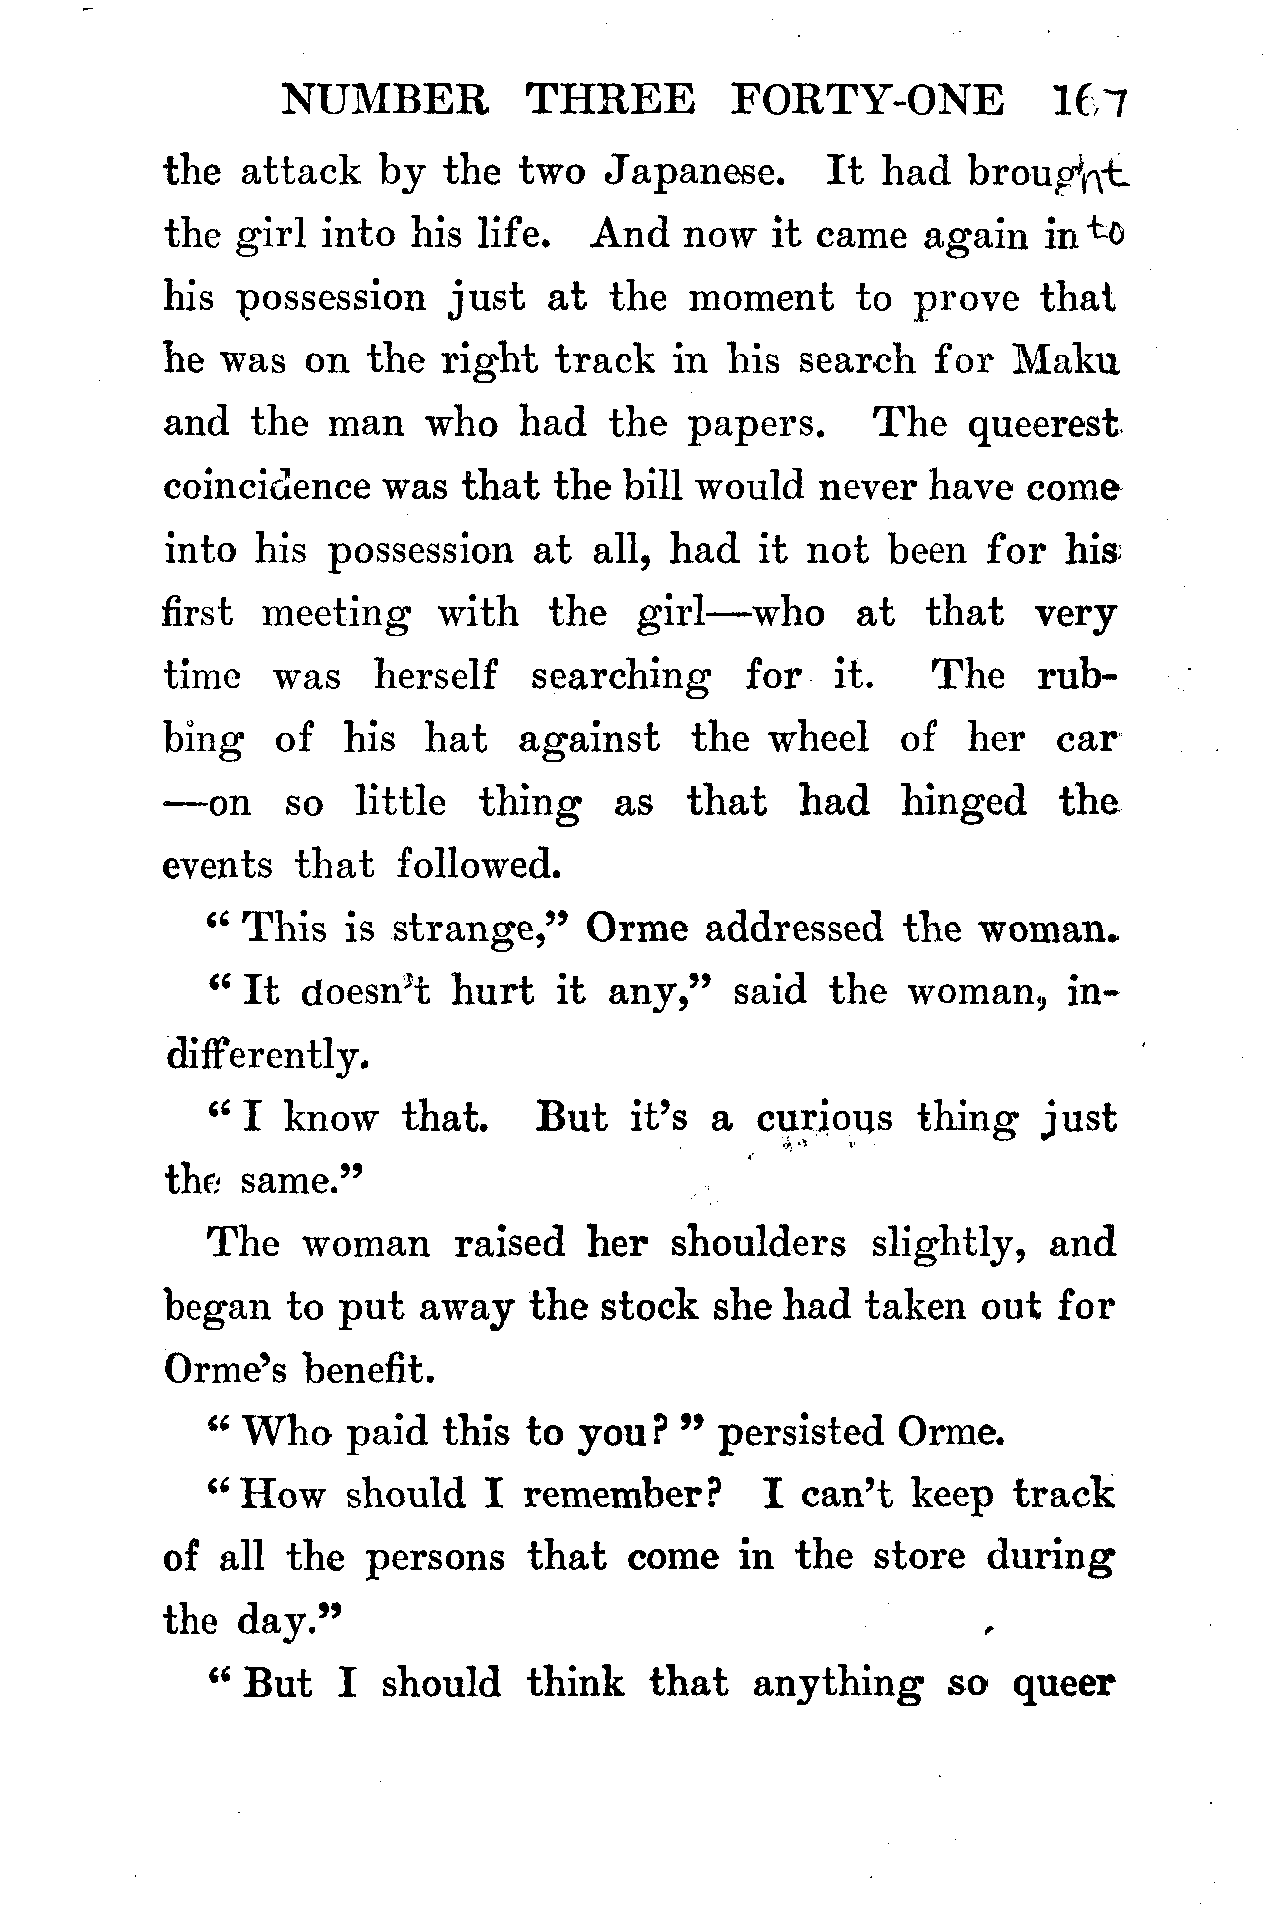 NUMBER THREE FORTY-ONE 167
the attack by the two Japanese. It had brought
the girl into his life. And now it came again into
his possession just at the moment to prove that
he was on the right track in his search for Maku
and the man who had the papers. The queerest
coincidence was that the bill would never have come
into his possession at all, had it not been for his
first meeting with the girl—who at that very
time was herself searching for it. The rub-
bing of his hat against the wheel of her car
—on so little thing as that had hinged the
events that followed.
“ This is strange,” Orme addressed the woman.
“ It doesn’t hurt it any,” said the woman, in-
differently.
“ I know that. But it’s a curious thing just
the same.”
The woman raised her shoulders slightly, and
began to put away the stock she had taken out for
Orme’s benefit.
“ Who paid this to you? ” persisted Orme.
“ How should I remember? I can’t keep track
of all the persons that come in the store during
the day.”
“ But I should think that anything so queer